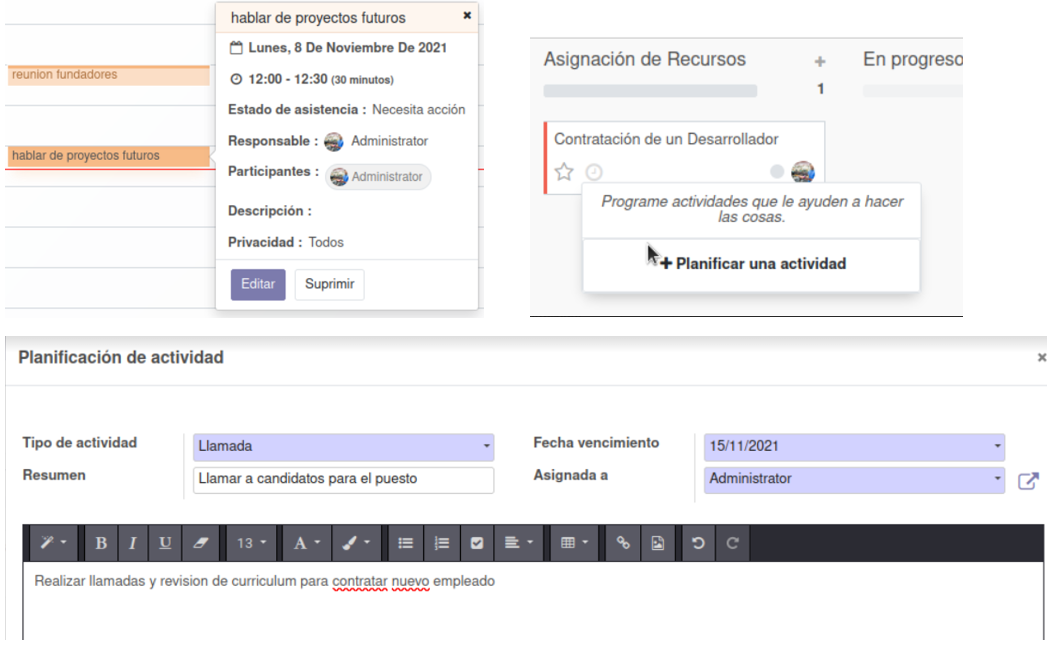 reunion fundadores
hablar de proyectos futuros
hablar de proyectos futuros
Lunes, 8 De Noviembre De 2021
12:00 - 12:30 (30 minutos)
Estado de asistencia : Necesita acción
Responsable : Administrator
Participantes : Administrator
Descripción :
Privacidad : Todos
Editar Suprimir
Asignación de Recursos + En progreso
1
Contratación de un Desarrollador
Programe actividades que le ayuden a hacer
las cosas.
+ Planificar una actividad
Planificación de actividad
Tipo de actividad Llamada Fecha vencimiento 15/11/2021
Resumen Llamar a candidatos para el puesto Asignada a Administrator
B I U 13 A
Realizar llamadas y revision de curriculum para contratar nuevo empleado